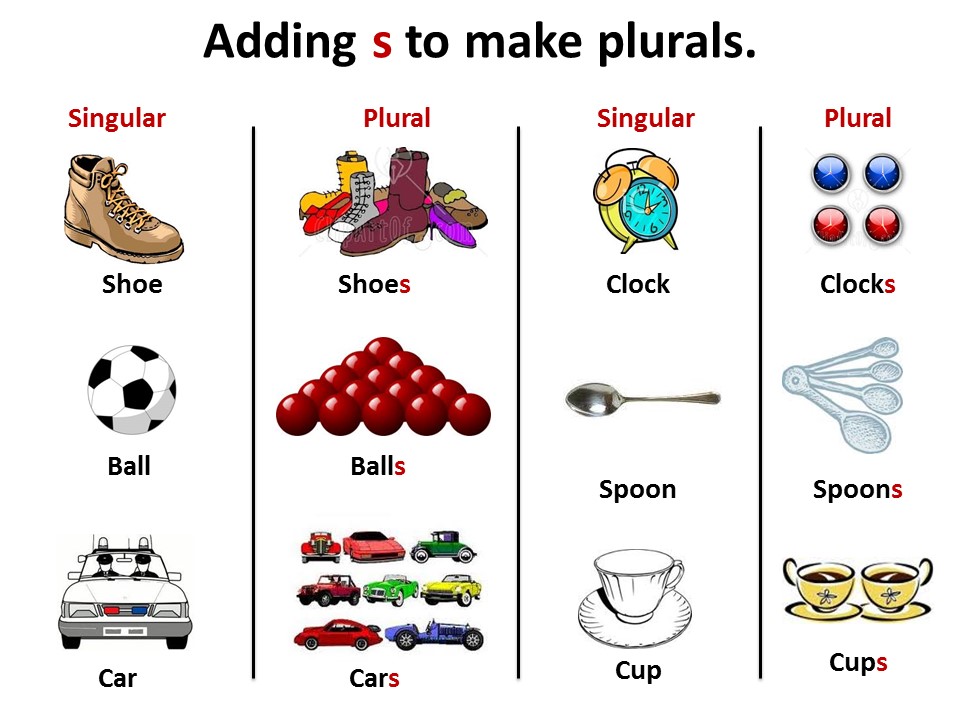 Adding s to make plurals.
Singular Plural Singular Plural
Shoe Shoes Clock Clocks
Ball Balls
Spoon Spoons
Car Cars Cup Cups